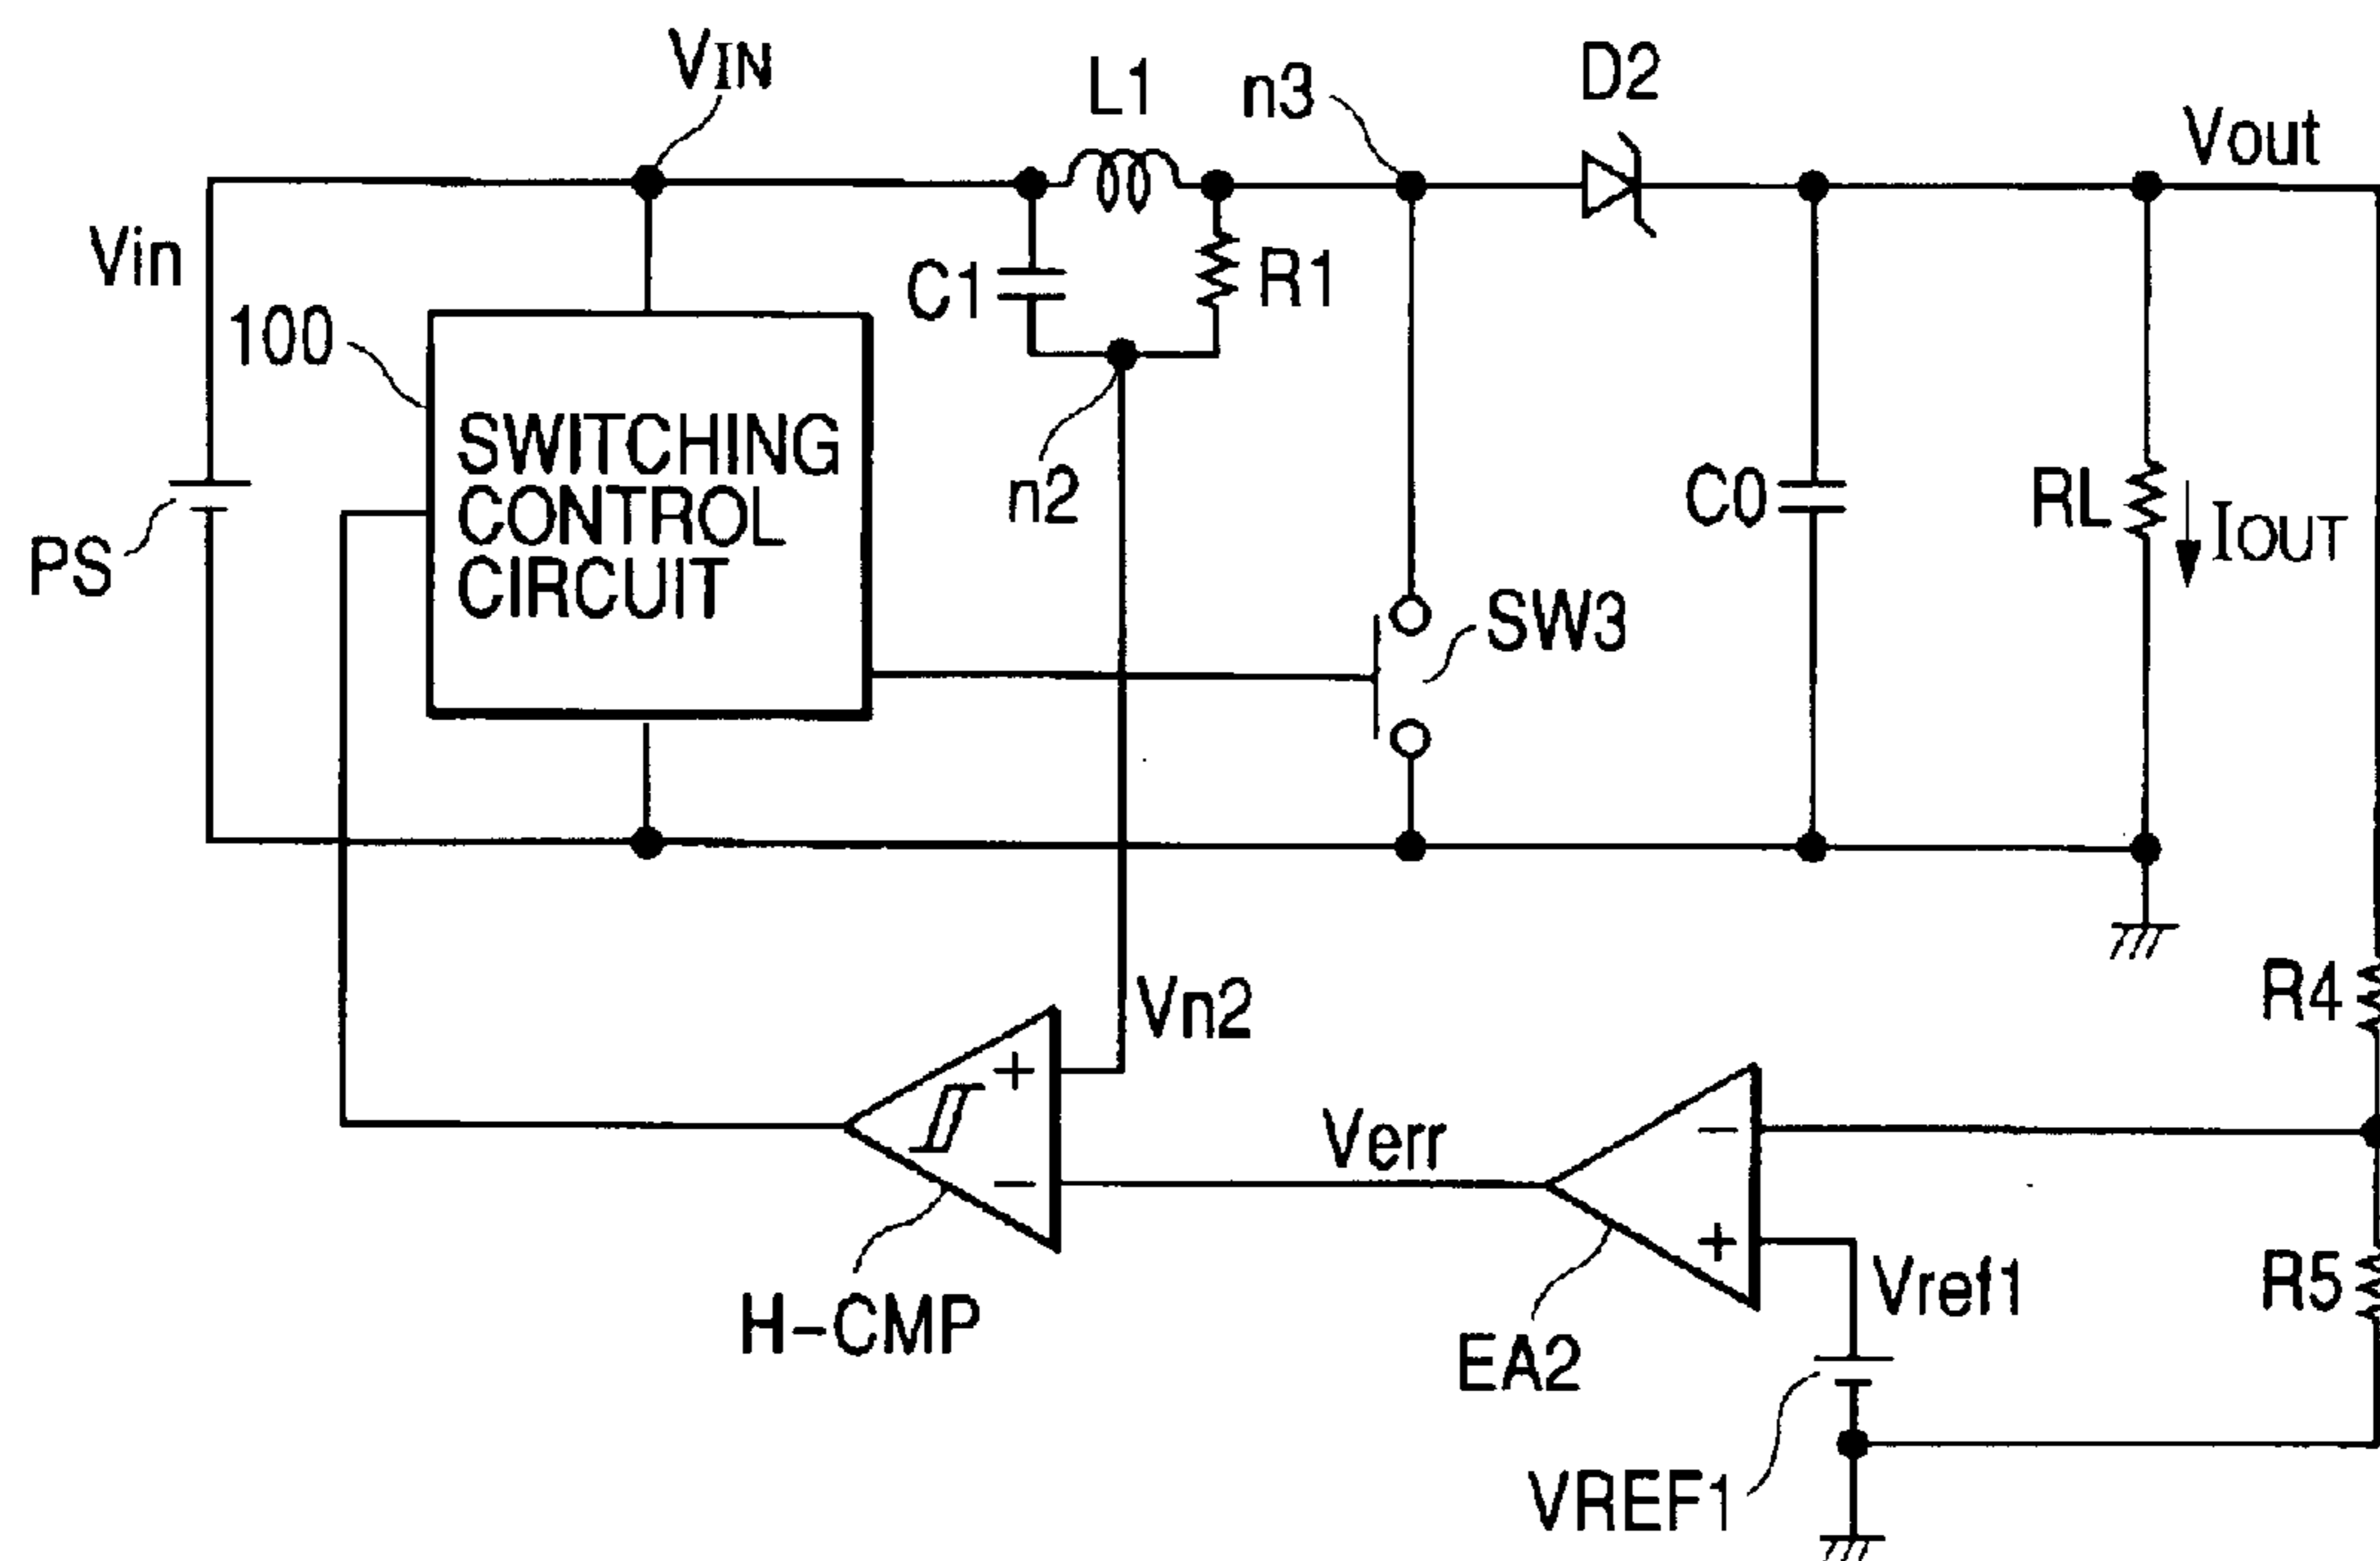 VIN
L1
n3
D2
Vout
Vin
100
C1
R1
SWITCHING
CONTROL
CIRCUIT
n2
C0
RL
IOUT
PS
SW3
R4
Vn2
+
−
Verr
−
+
Vref1
R5
H-CMP
EA2
VREF1